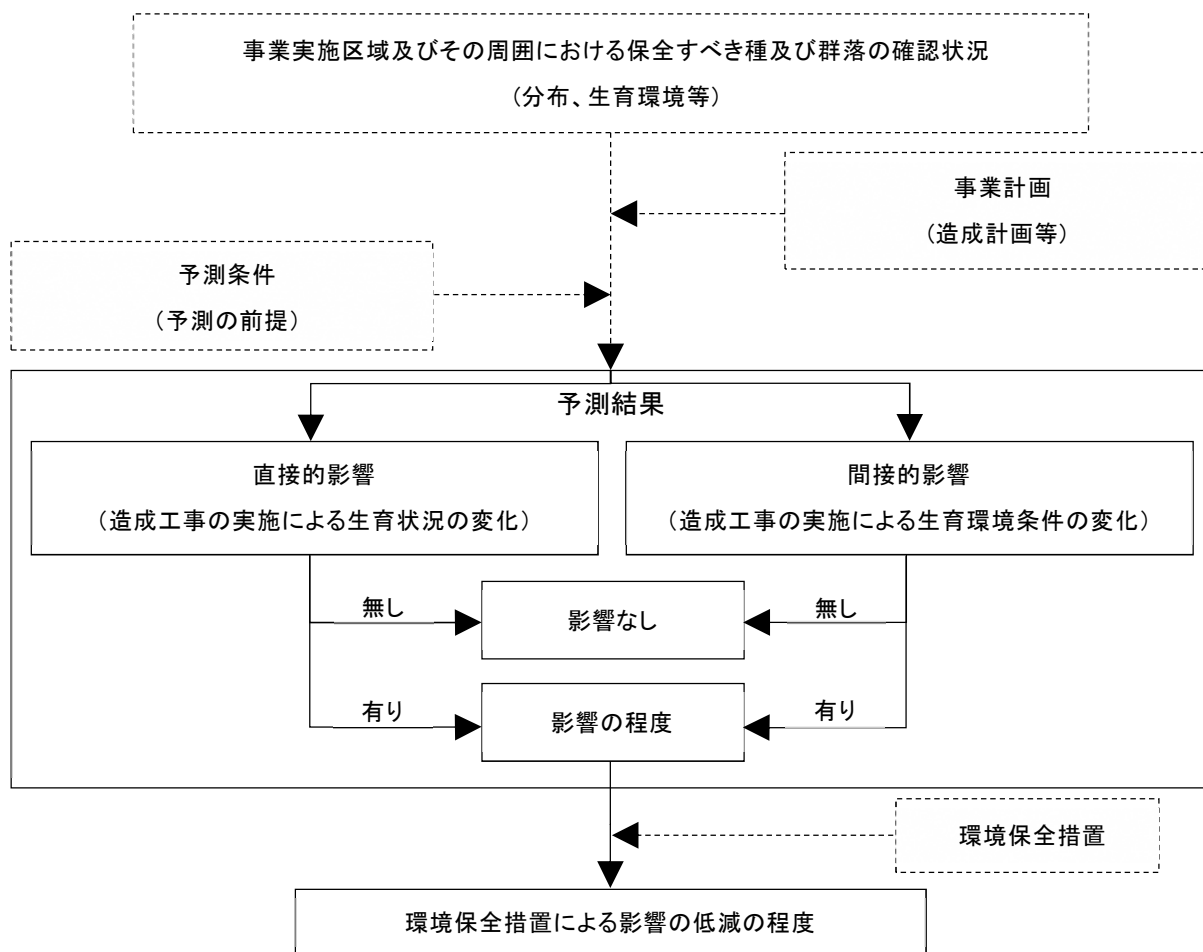 事業実施区域及びその周囲における保全すべき種及び群落の確認状況
（分布、生育環境等）
事業計画
（造成計画等）
予測条件
（予測の前提）
予測結果
直接的影響
（造成工事の実施による生育状況の変化）
間接的影響
（造成工事の実施による生育環境条件の変化）
無し
影響なし
無し
有り
影響の程度
有り
環境保全措置
環境保全措置による影響の低減の程度